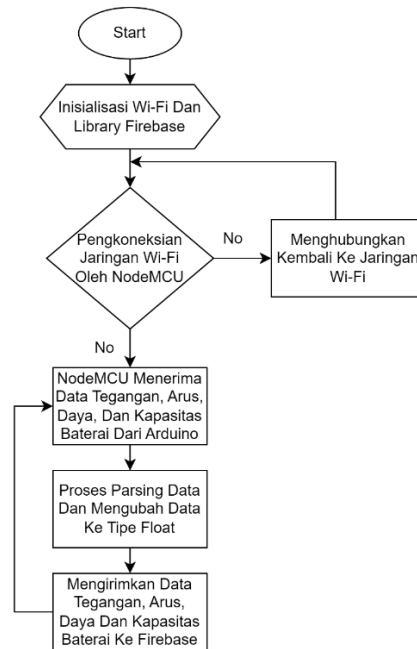 Start
Inisialisasi Wi-Fi Dan
Library Firebase
Pengkoneksian
Jaringan Wi-Fi
Oleh NodeMCU
No
Menghubungkan
Kembali Ke Jaringan
Wi-Fi
No
NodeMCU Menerima
Data Tegangan, Arus,
Daya, Dan Kapasitas
Baterai Dari Arduino
Proses Parsing Data
Dan Mengubah Data
Ke Tipe Float
Mengirimkan Data
Tegangan, Arus,
Daya Dan Kapasitas
Baterai Ke Firebase